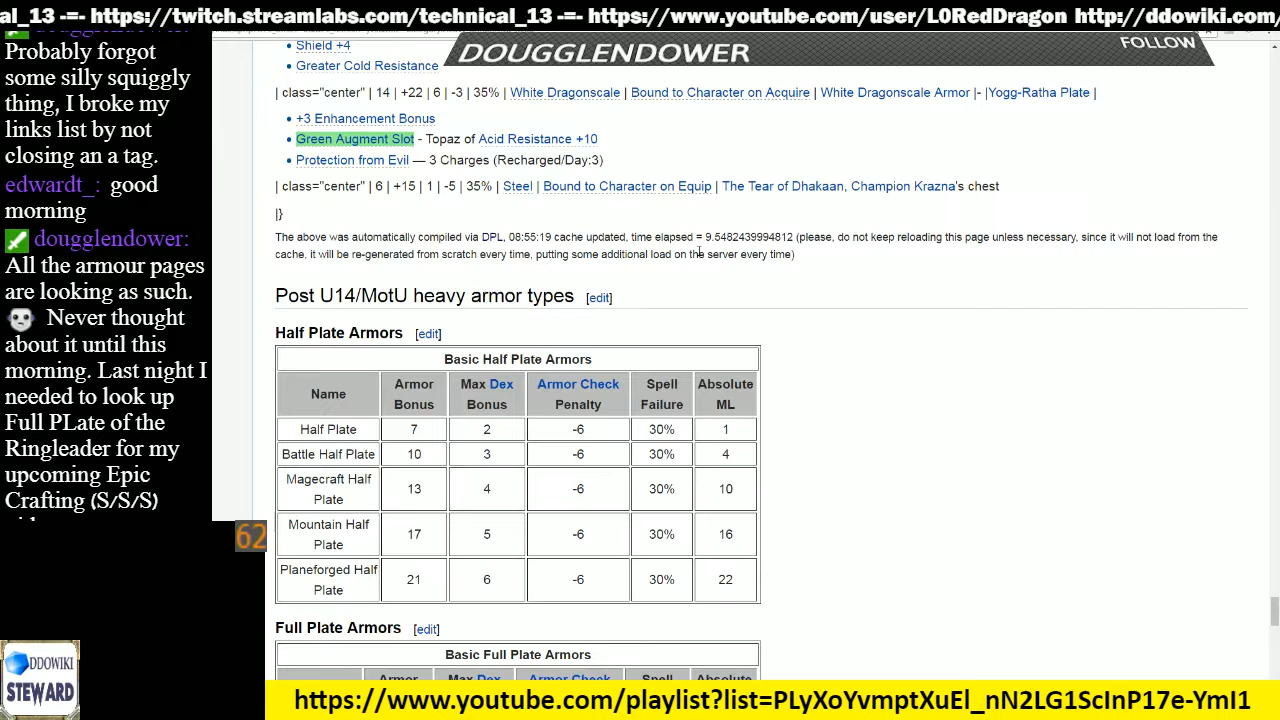 al_13 -=- https://twitch.streamlabs.com/technical_13 -=- https://www.youtube.com/user/L0RedDragon http://ddowiki.com/
dougglendower:
Probably forgot
some silly squiggly
thing, I broke my
links list by not
closing an a tag.
edwardt_: good
morning
dougglendower:
All the armour pages
are looking as such.
Never thought
about it until this
morning. Last night I
needed to look up
Full PLate of the
Ringleader for my
upcoming Epic
Crafting (S/S/S)
DDOWIKI
STEWARD
62
DOUGGLENDOWER
FOLLOW
• Shield +4
• Greater Cold Resistance
| class="center" | 14 | +22 | 6 | -3 | 35% | White Dragonscale | Bound to Character on Acquire | White Dragonscale Armor |- |Yogg-Ratha Plate |
• +3 Enhancement Bonus
• Green Augment Slot - Topaz of Acid Resistance +10
• Protection from Evil — 3 Charges (Recharged/Day:3)
| class="center" | 6 | +15 | 1 | -5 | 35% | Steel | Bound to Character on Equip | The Tear of Dhakaan, Champion Krazna's chest
|}
The above was automatically compiled via DPL, 08:55:19 cache updated, time elapsed = 9.5482439994812 (please, do not keep reloading this page unless necessary, since it will not load from the
cache, it will be re-generated from scratch every time, putting some additional load on the server every time)
Post U14/MotU heavy armor types [edit]
Half Plate Armors [edit]
Basic Half Plate Armors
Name Armor Bonus Max Dex Bonus Armor Check Penalty Spell Failure Absolute ML
Half Plate 7 2 -6 30% 1
Battle Half Plate 10 3 -6 30% 4
Magecraft Half Plate 13 4 -6 30% 10
Mountain Half Plate 17 5 -6 30% 16
Planeforged Half Plate 21 6 -6 30% 22
Full Plate Armors [edit]
Basic Full Plate Armors
Armor Max Dex Armor Check Spell Absolute
https://www.youtube.com/playlist?list=PLyXoYvmptXuEl_nN2LG1ScInP17e-YmI1